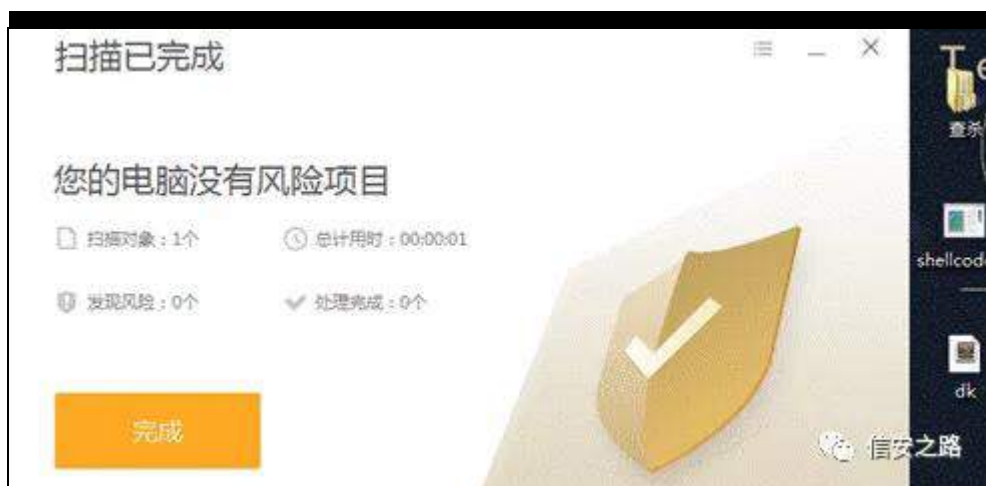 扫描已完成
您的电脑没有风险项目
扫描对象：1个
总计用时：00:00:01
发现风险：0个
处理完成：0个
完成
查杀
shellcod
dk
信安之路